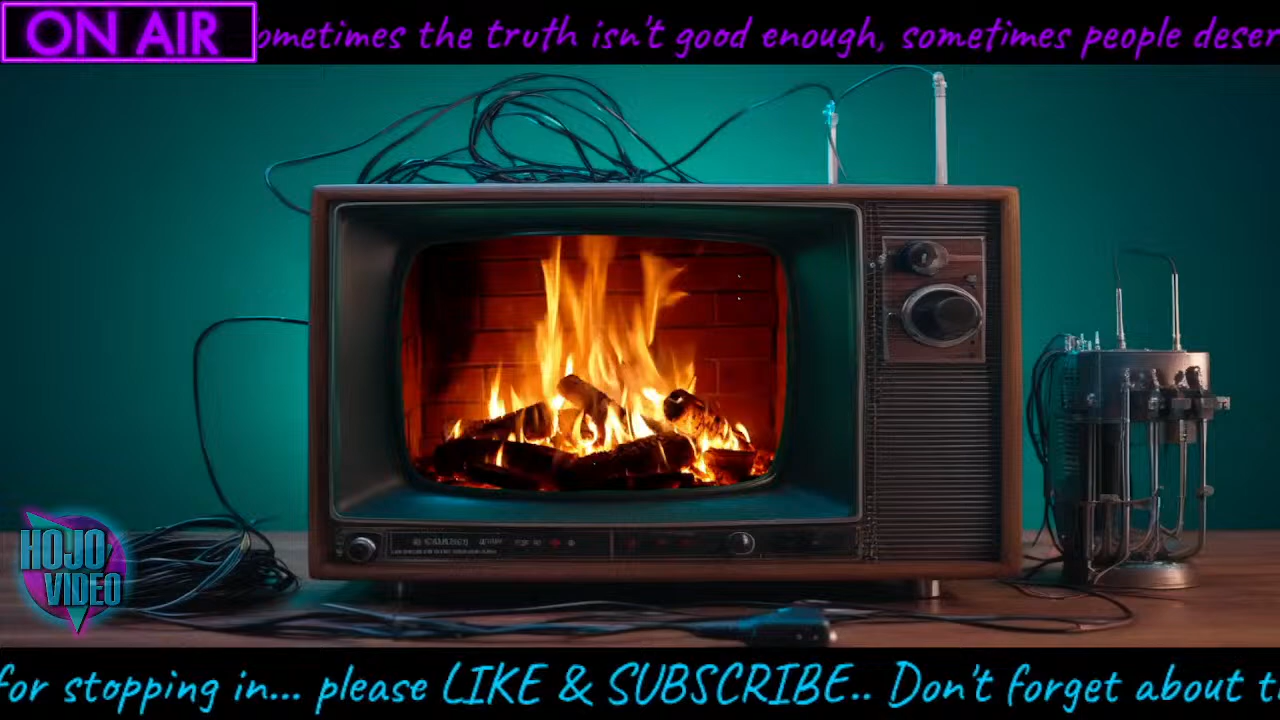 ON AIR
ometimes the truth isn't good enough, sometimes people deser
HOJO
VIDEO
for stopping in... please LIKE & SUBSCRIBE.. Don't forget about t